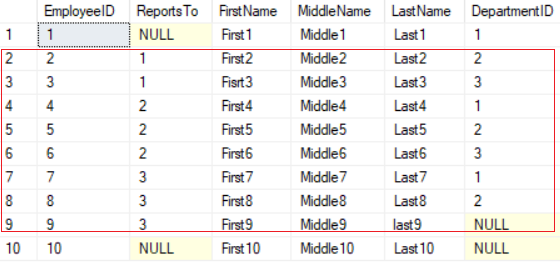 EmployeeID ReportsTo FirstName MiddleName LastName DepartmentID
1 1 NULL First1 Middle1 Last1 1
2 2 1 First2 Middle2 Last2 2
3 3 1 Fisrt3 Middle3 Last3 3
4 4 2 First4 Middle4 Last4 1
5 5 2 First5 Middle5 Last5 2
6 6 2 First6 Middle6 Last6 3
7 7 3 First7 Middle7 Last7 1
8 8 3 First8 Middle8 Last8 2
9 9 3 First9 Middle9 last9 NULL
10 10 NULL First10 Middle10 Last10 NULL